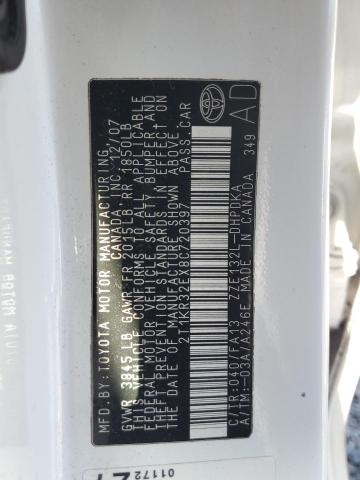 MFD. BY: TOYOTA MOTOR MANUFACTURING
CANADA, INC. 12/07
GVWR 3845 LB GAWR FR 2010 LB RR 1850 LB
THIS VEHICLE CONFORMS TO ALL APPLICABLE
FEDERAL MOTOR VEHICLE SAFETY, BUMPER AND
THEFT PREVENTION STANDARDS IN EFFECT ON
THE DATE OF MANUFACTURE SHOWN ABOVE
PASS. CAR
C/TR: 040/FA13 ZZE132L-DHPDKA
A/TM: -03A/A246E MADE IN CANADA 349
AD
01172